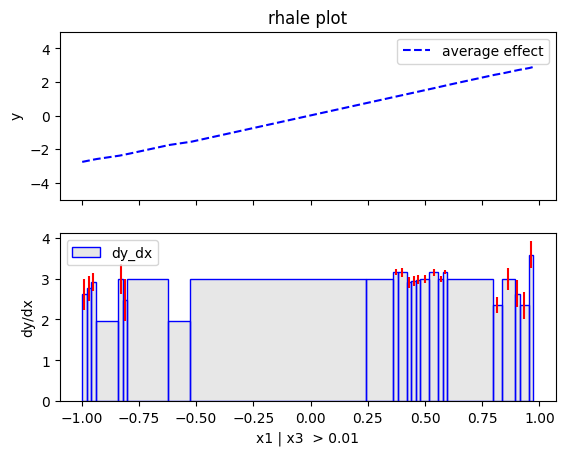 rhale plot
average effect
4
2
0
−2
−4
y
dy_dx
4
3
2
1
0
dy/dx
−1.00 −0.75 −0.50 −0.25 0.00 0.25 0.50 0.75 1.00
x1 | x3 > 0.01